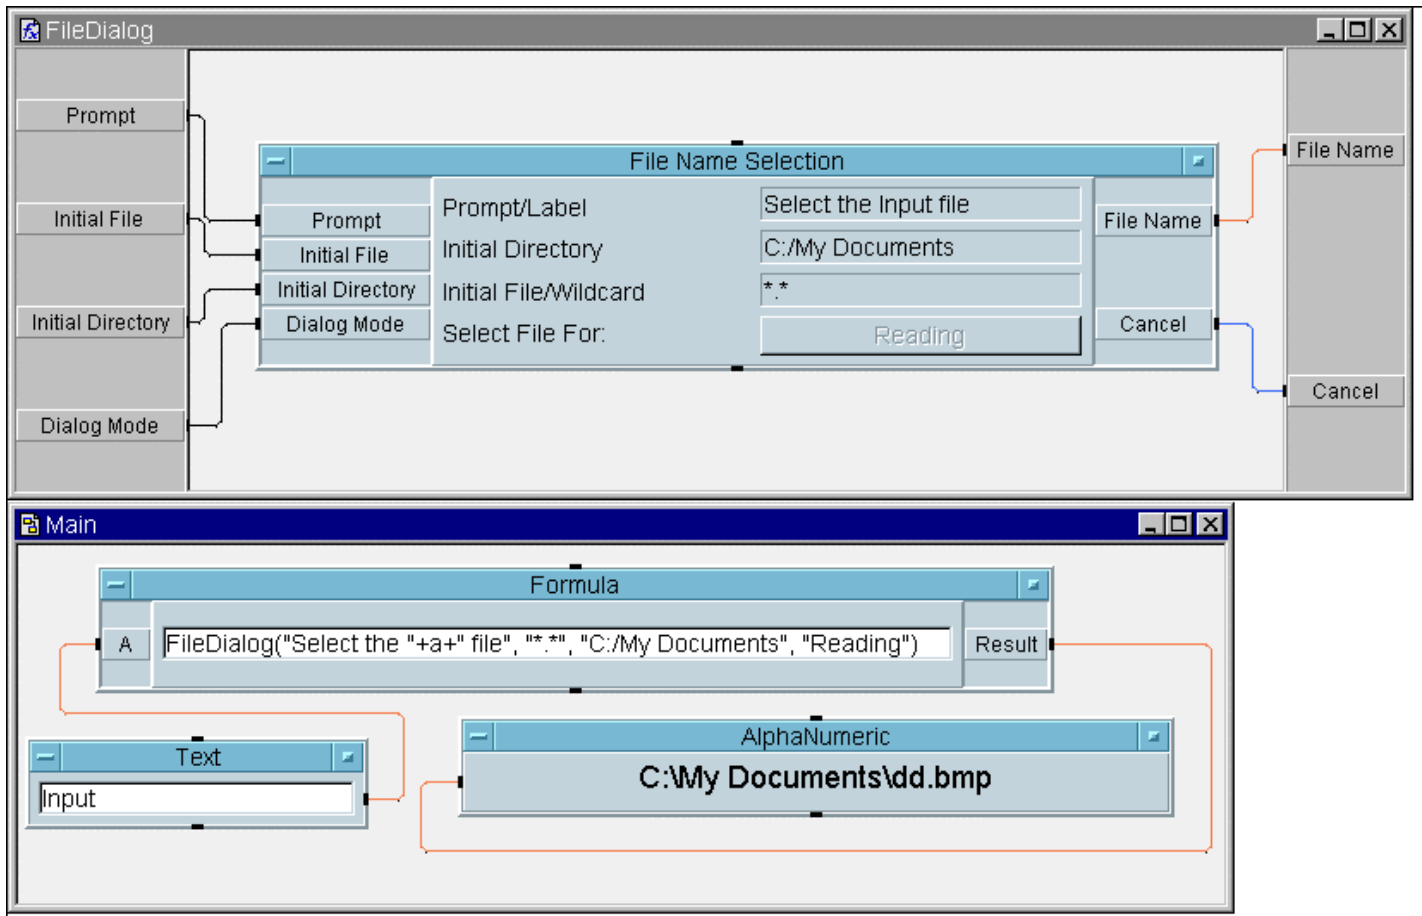 FileDialog
Prompt
Initial File
Initial Directory
Dialog Mode
File Name Selection
Prompt
Initial File
Initial Directory
Dialog Mode
Prompt/Label
Select the Input file
Initial Directory
C:/My Documents
Initial File/Wildcard
*.*
Select File For:
Reading
File Name
Cancel
File Name
Cancel
Main
Formula
A
FileDialog("Select the "+a+" file", "*.*", "C:/My Documents", "Reading")
Result
Text
Input
AlphaNumeric
C:\My Documents\dd.bmp